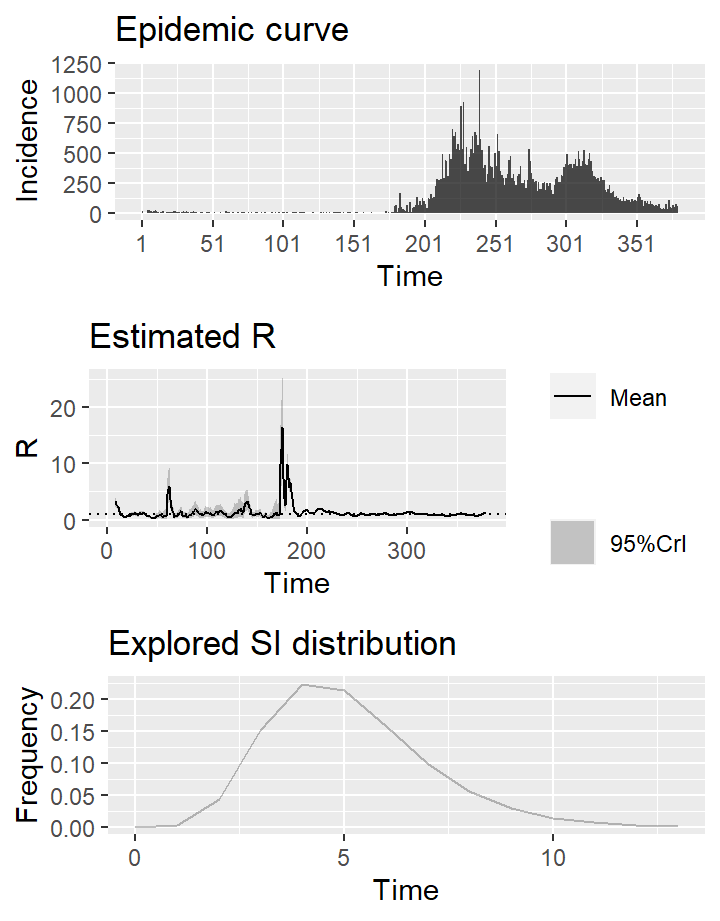 Epidemic curve
1250
1000
750
500
250
0
Incidence
1 51 101 151 201 251 301 351
Time
Estimated R
20
10
0
R
0 100 200 300
Time
Mean
95%CrI
Explored SI distribution
0.20
0.15
0.10
0.05
0.00
Frequency
0 5 10
Time